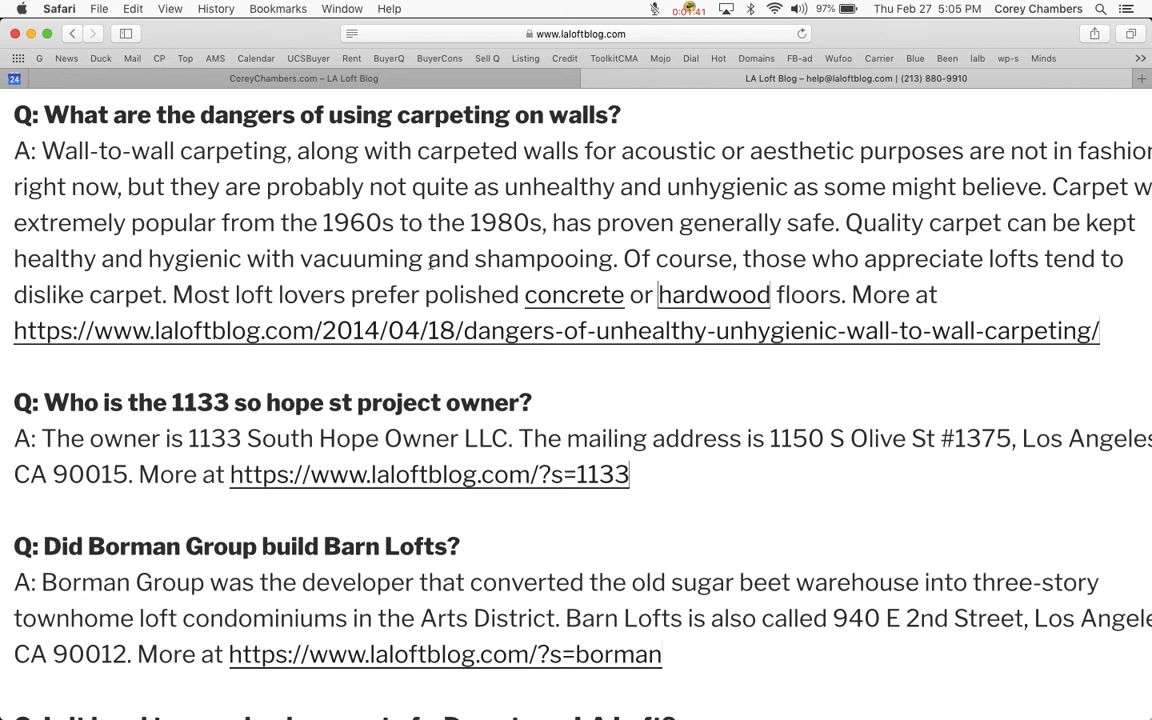 Safari File Edit View History Bookmarks Window Help 0:01:41 97% Thu Feb 27 5:05 PM Corey Chambers
www.laloftblog.com
G News Duck Mail CP Top AMS Calendar UCSBuyer Rent BuyerQ BuyerCons Sell Q Listing Credit ToolkitCMA Mojo Dial Hot Domains FB-ad Wufoo Carrier Blue Been lalb wp-s Minds
24 CoreyChambers.com – LA Loft Blog LA Loft Blog – help@laloftblog.com | (213) 880-9910
Q: What are the dangers of using carpeting on walls?
A: Wall-to-wall carpeting, along with carpeted walls for acoustic or aesthetic purposes are not in fashion
right now, but they are probably not quite as unhealthy and unhygienic as some might believe. Carpet w
extremely popular from the 1960s to the 1980s, has proven generally safe. Quality carpet can be kept
healthy and hygienic with vacuuming and shampooing. Of course, those who appreciate lofts tend to
dislike carpet. Most loft lovers prefer polished concrete or hardwood floors. More at
https://www.laloftblog.com/2014/04/18/dangers-of-unhealthy-unhygienic-wall-to-wall-carpeting/
Q: Who is the 1133 so hope st project owner?
A: The owner is 1133 South Hope Owner LLC. The mailing address is 1150 S Olive St #1375, Los Angeles
CA 90015. More at https://www.laloftblog.com/?s=1133
Q: Did Borman Group build Barn Lofts?
A: Borman Group was the developer that converted the old sugar beet warehouse into three-story
townhome loft condominiums in the Arts District. Barn Lofts is also called 940 E 2nd Street, Los Angele
CA 90012. More at https://www.laloftblog.com/?s=borman